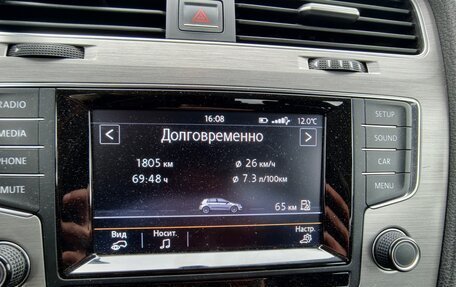 RADIO
MEDIA
PHONE
MUTE
16:08
12.0°C
Долговременно
1805 км
Ø 26 км/ч
69:48 ч
Ø 7.3 л/100км
65 км
Вид
Носит.
Настр.
SETUP
SOUND
CAR
MENU